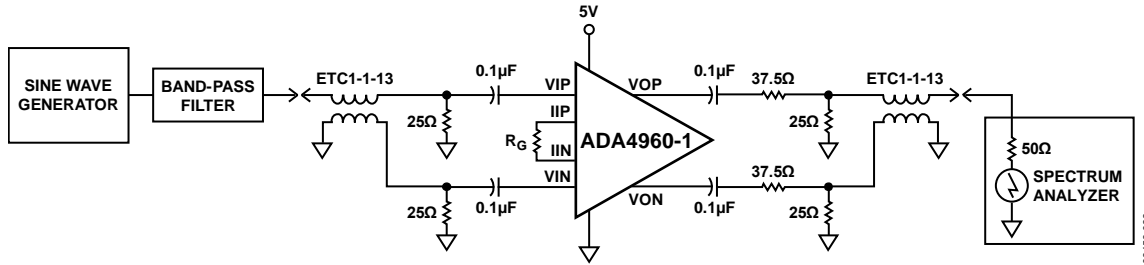 5V
SINE WAVE
GENERATOR
BAND-PASS
FILTER
ETC1-1-13
25Ω
25Ω
0.1µF
0.1µF
VIP
IIP
RG
IIN
VIN
ADA4960-1
VOP
VON
0.1µF
37.5Ω
37.5Ω
0.1µF
25Ω
25Ω
ETC1-1-13
50Ω
SPECTRUM
ANALYZER